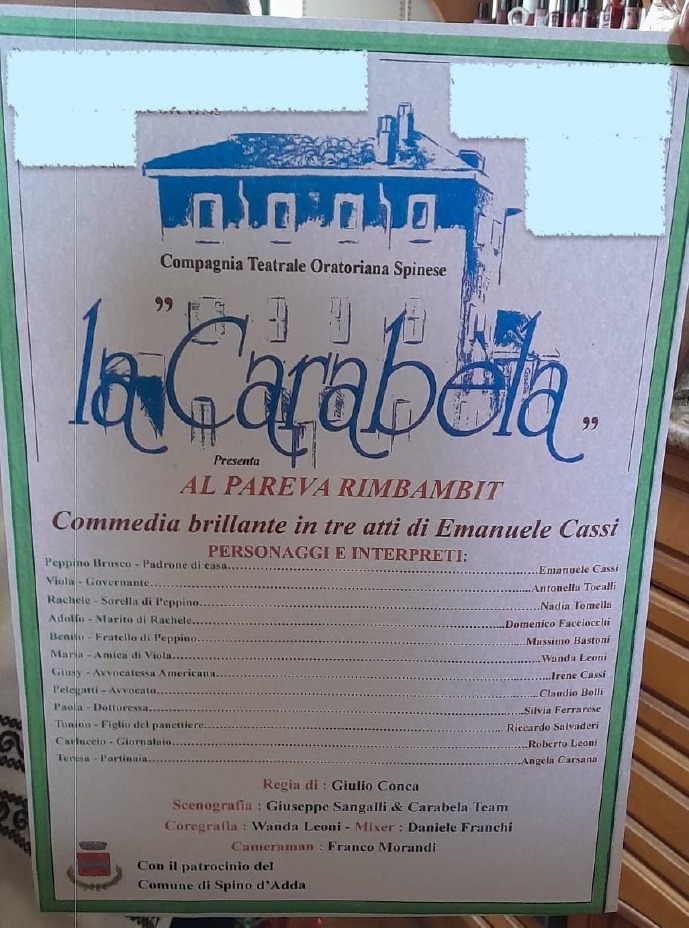 Compagnia Teatrale Oratoriana Spinese
" la Carabèla "
Presenta
AL PAREVA RIMBAMBIT
Commedia brillante in tre atti di Emanuele Cassi
PERSONAGGI E INTERPRETI:
Peppino Brusco - Padrone di casa....Emanuele Cassi
Viola - Governante....Antonella Tocalli
Rachele - Sorella di Peppino....Nadia Tomella
Adolfo - Marito di Rachele....Domenico Facciocchi
Benito - Fratello di Peppino....Massimo Bastoni
Maria - Amica di Viola....Wanda Leoni
Giusy - Avvocatessa Americana....Irene Cassi
Pelegatti - Avvocato....Claudio Bolli
Paola - Dottoressa....Silvia Ferrarese
Tonino - Figlio del panettiere....Riccardo Salvaderi
Carluccio - Giornalaio....Roberto Leoni
Teresa - Portinaia....Angela Carsana
Regia di : Giulio Conca
Scenografia : Giuseppe Sangalli & Carabela Team
Coregrafia : Wanda Leoni - Mixer : Daniele Franchi
Cameraman : Franco Morandi
Con il patrocinio del
Comune di Spino d'Adda